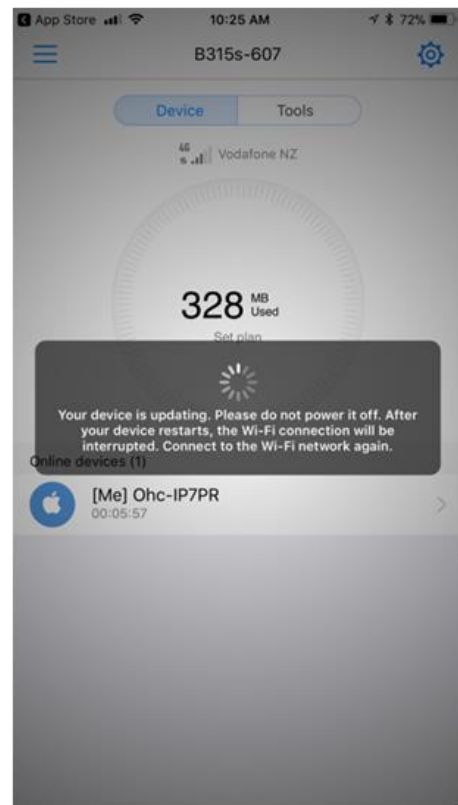 App Store 10:25 AM 72%
B315s-607
Device Tools
4G Vodafone NZ
328 MB
Used
Set plan
Your device is updating. Please do not power it off. After
your device restarts, the Wi-Fi connection will be
interrupted. Connect to the Wi-Fi network again.
Online devices (1)
[Me] Ohc-IP7PR
00:05:57